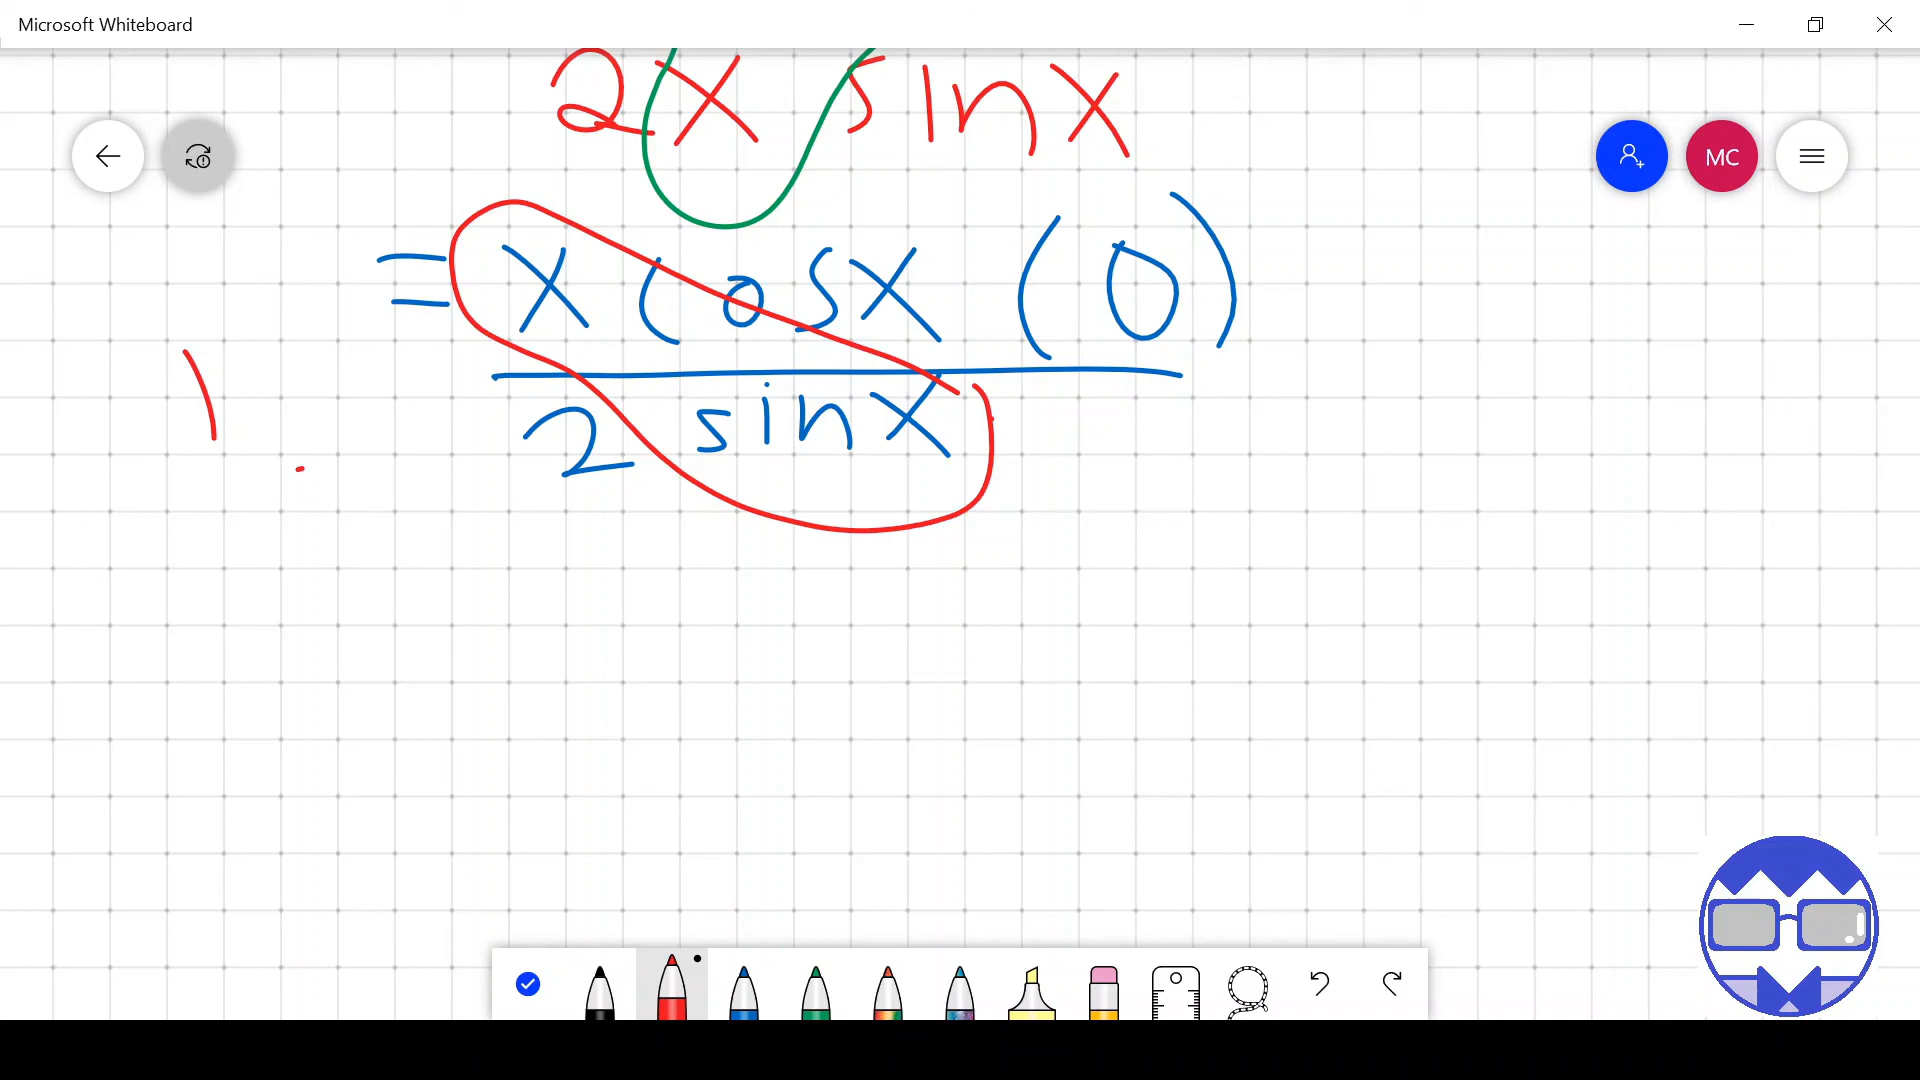 Microsoft Whiteboard
2x sinx
MC
= x cosx (0)
2 sinx